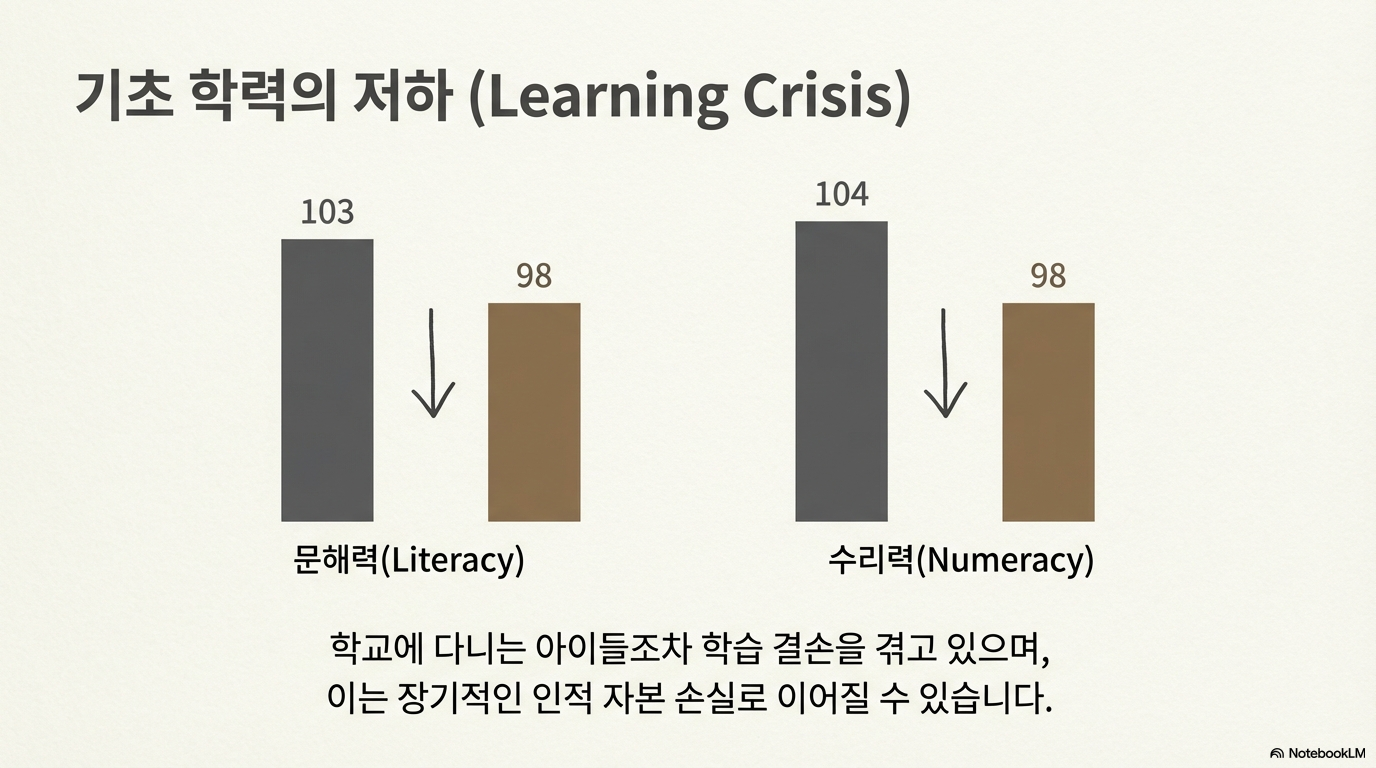 기초 학력의 저하 (Learning Crisis)
103
98
104
98
문해력(Literacy)
수리력(Numeracy)
학교에 다니는 아이들조차 학습 결손을 겪고 있으며,
이는 장기적인 인적 자본 손실로 이어질 수 있습니다.
NotebookLM